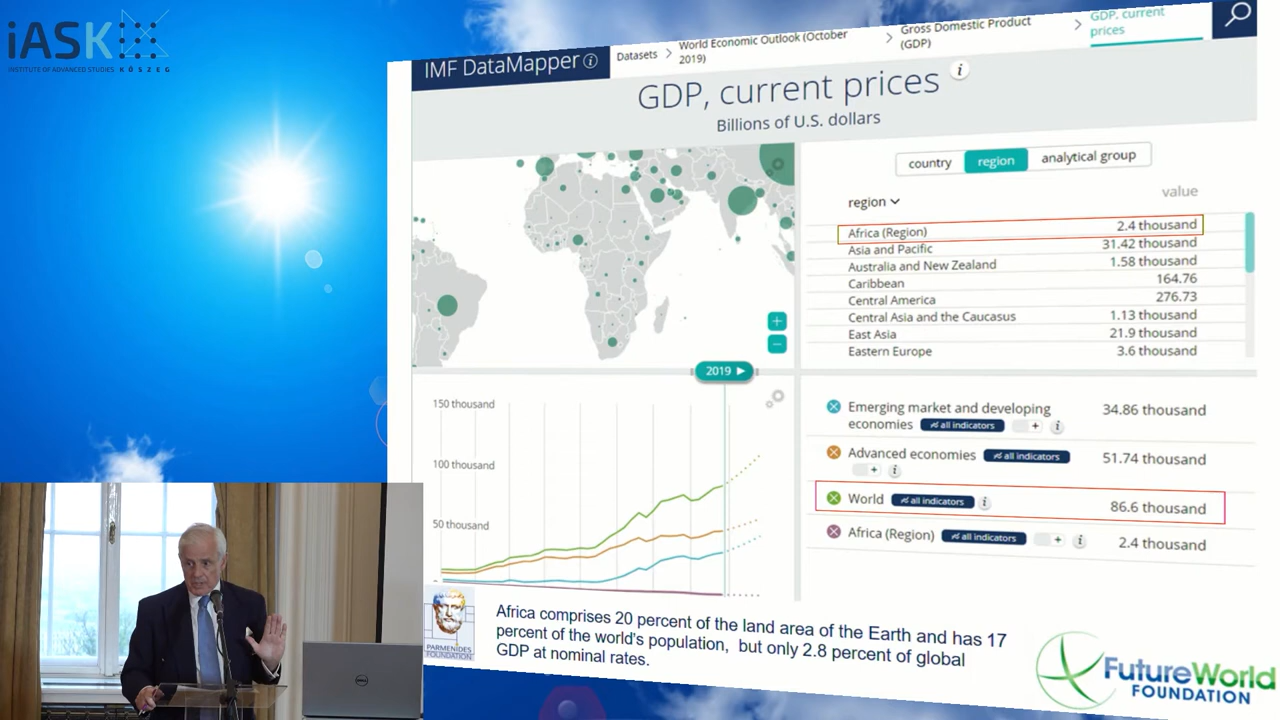 iASK
INSTITUTE OF ADVANCED STUDIES KŐSZEG
IMF DataMapper
Datasets
World Economic Outlook (October
2019)
Gross Domestic Product
(GDP)
GDP, current
prices
GDP, current prices
Billions of U.S. dollars
country region analytical group
region value
Africa (Region) 2.4 thousand
Asia and Pacific 31.42 thousand
Australia and New Zealand 1.58 thousand
Caribbean 164.76
Central America 276.73
Central Asia and the Caucasus 1.13 thousand
East Asia 21.9 thousand
Eastern Europe 3.6 thousand
2019
150 thousand
100 thousand
50 thousand
Emerging market and developing
economies all indicators 34.86 thousand
Advanced economies all indicators 51.74 thousand
World all indicators 86.6 thousand
Africa (Region) all indicators 2.4 thousand
PARMENIDES
FOUNDATION
Africa comprises 20 percent of the land area of the Earth and has 17
percent of the world's population, but only 2.8 percent of global
GDP at nominal rates.
FutureWorld
FOUNDATION
DELL